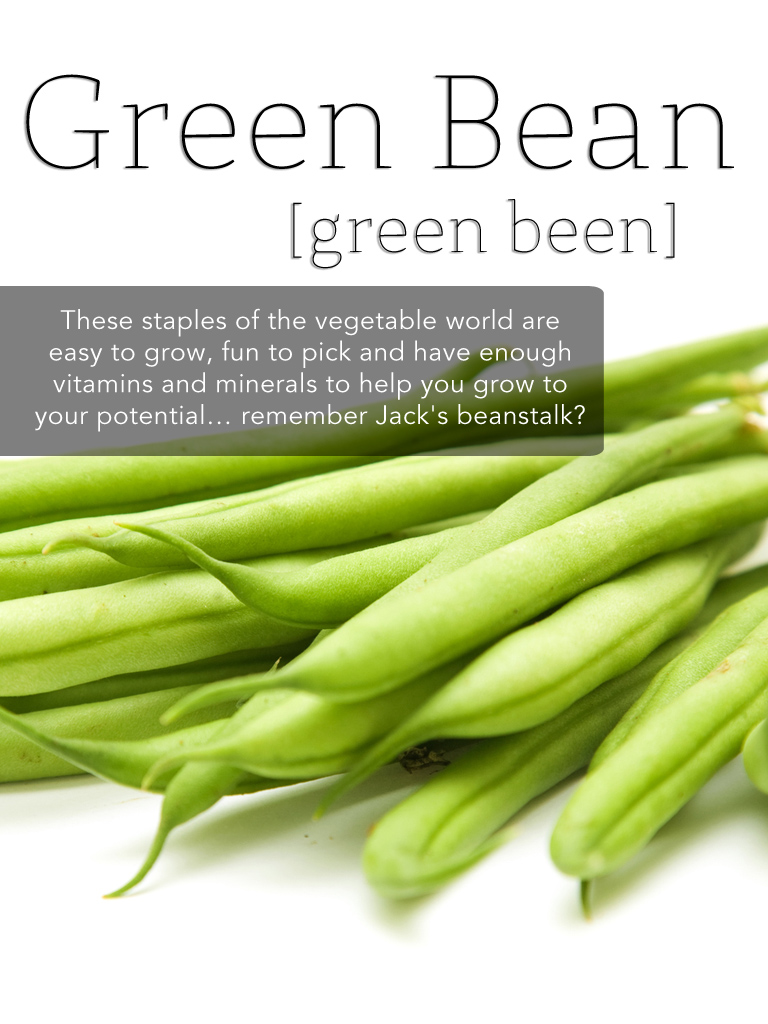 Green Bean
[green been]
These staples of the vegetable world are
easy to grow, fun to pick and have enough
vitamins and minerals to help you grow to
your potential... remember Jack's beanstalk?